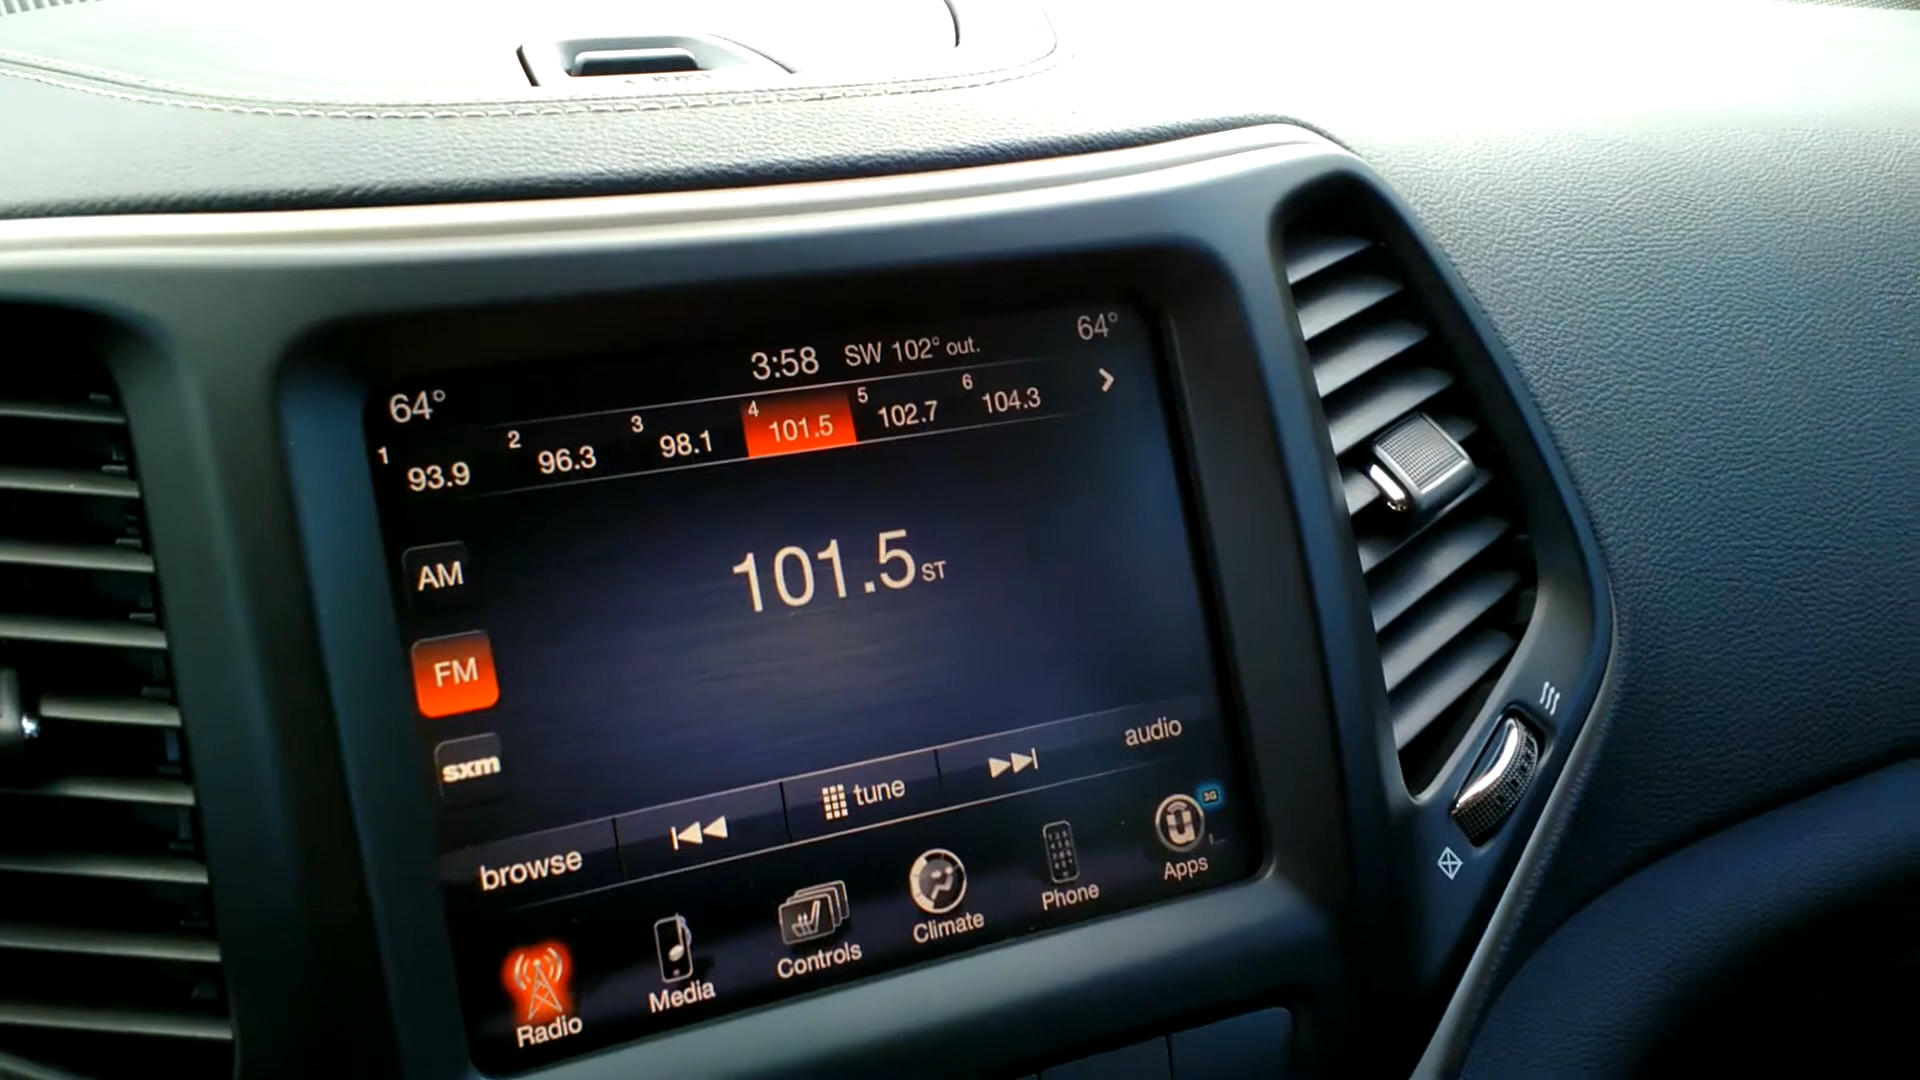 64° 3:58 SW 102° out. 64°
1 93.9 2 96.3 3 98.1 4 101.5 5 102.7 6 104.3
101.5 ST
AM
FM
sxm
browse tune audio
3G
Radio Media Controls Climate Phone Apps